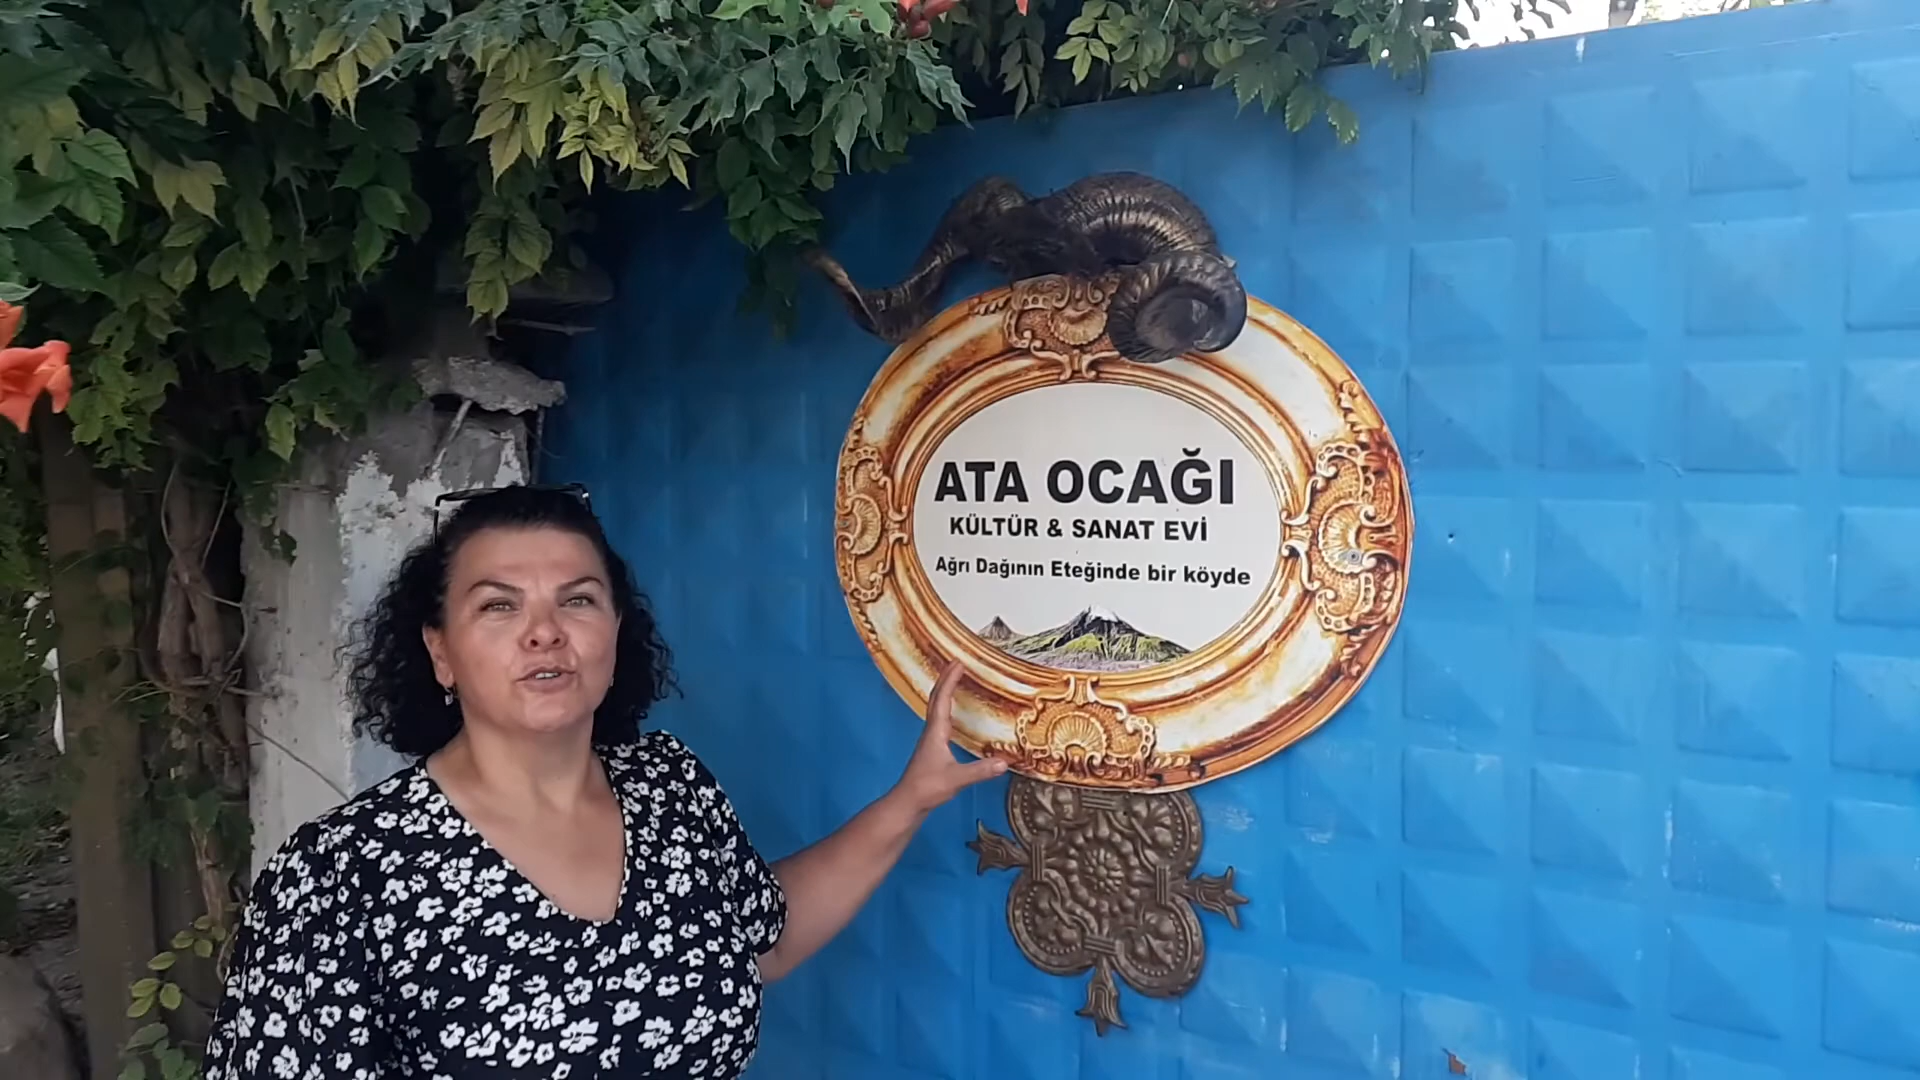 ATA OCAĞI
KÜLTÜR & SANAT EVİ
Ağrı Dağının Eteğinde bir köyde